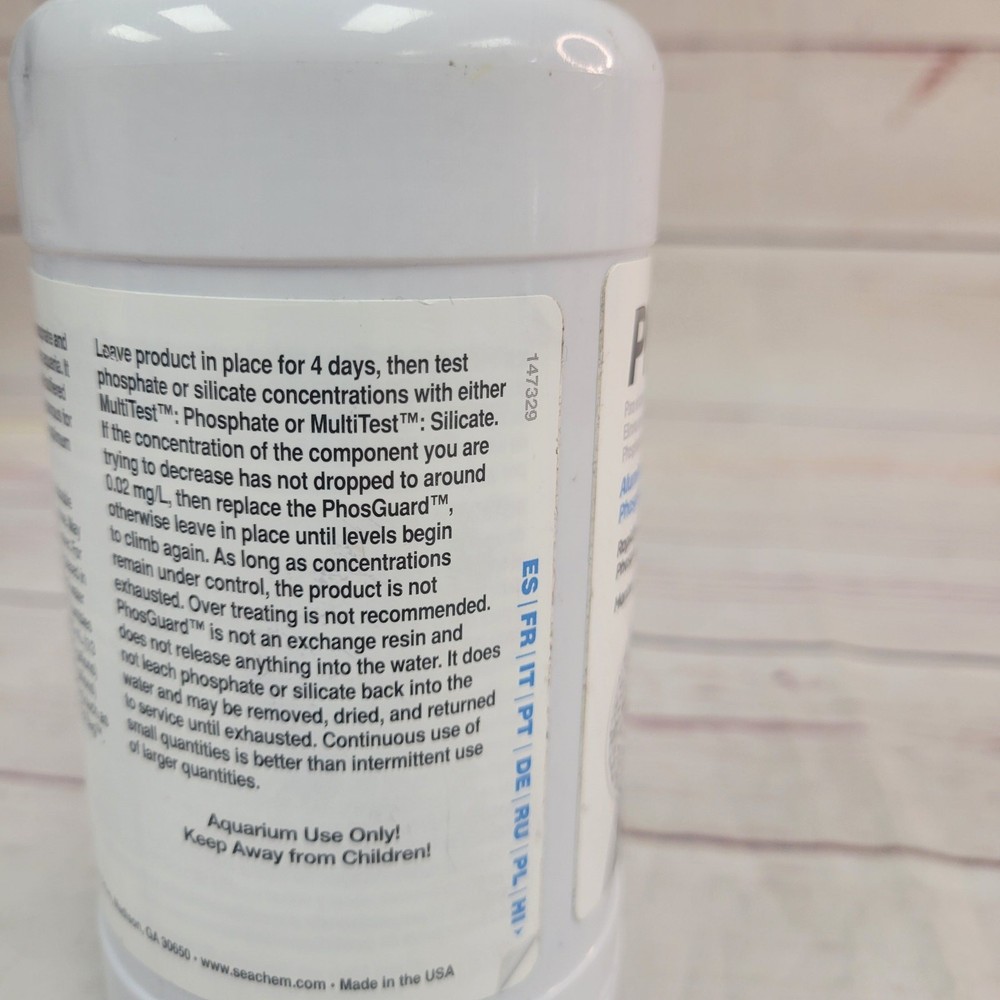 Leave product in place for 4 days, then test
phosphate or silicate concentrations with either
MultiTest™: Phosphate or MultiTest™: Silicate.
If the concentration of the component you are
trying to decrease has not dropped to around
0.02 mg/L, then replace the PhosGuard™,
otherwise leave in place until levels begin
to climb again. As long as concentrations
remain under control, the product is not
exhausted. Over treating is not recommended.
PhosGuard™ is not an exchange resin and
does not release anything into the water. It does
not leach phosphate or silicate back into the
water and may be removed, dried, and returned
to service until exhausted. Continuous use of
small quantities is better than intermittent use
of larger quantities.
Aquarium Use Only!
Keep Away from Children!
GA 30650 • www.seachem.com • Made in the USA
147329
ES | FR | IT | PT | DE | RU | PL | HI >